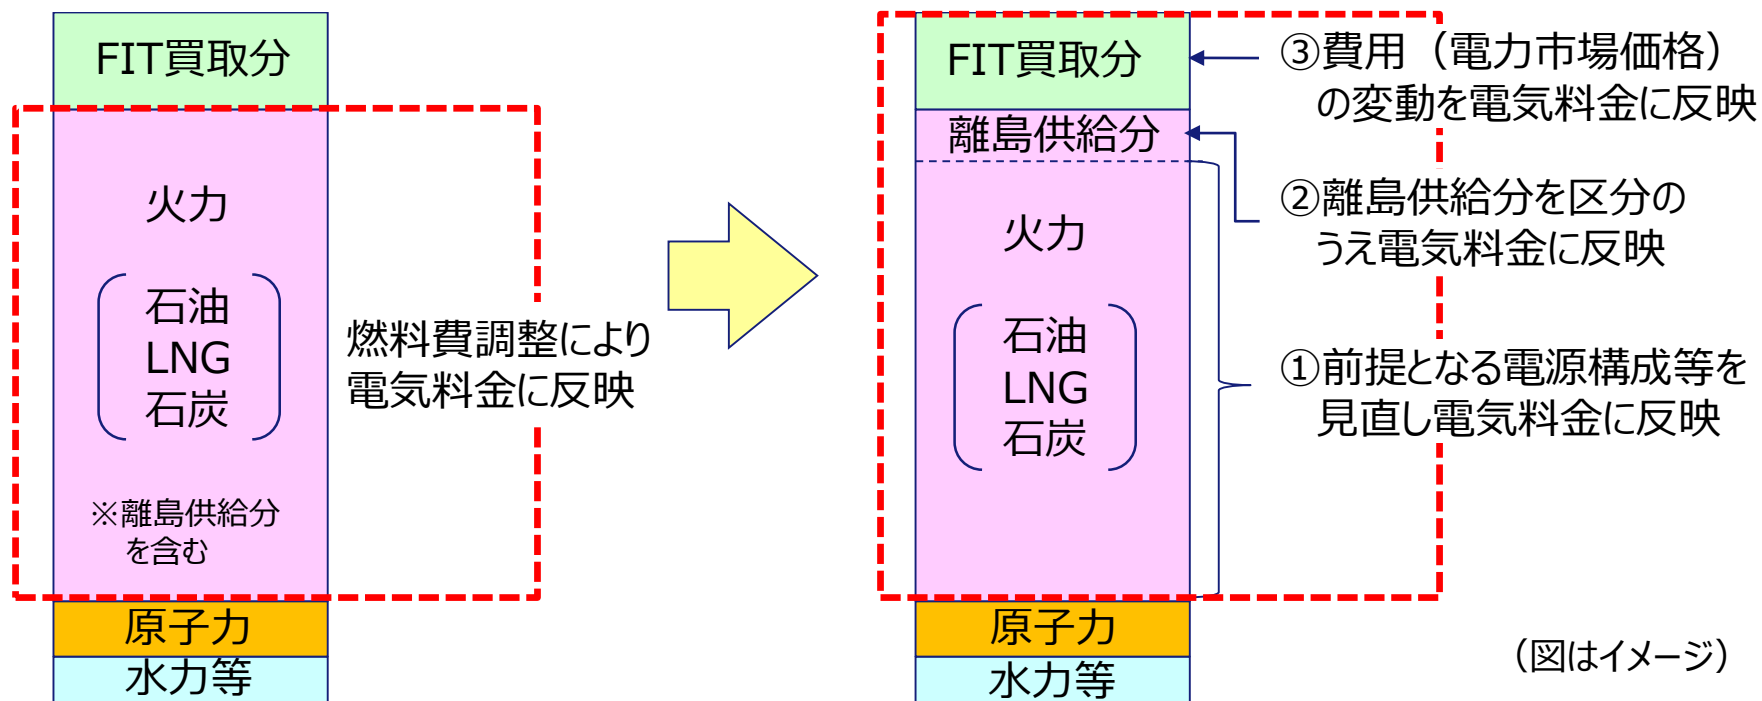 FIT買取分
火力
石油
LNG
石炭
※離島供給分
を含む
原子力
水力等
燃料費調整により
電気料金に反映
FIT買取分
離島供給分
火力
石油
LNG
石炭
原子力
水力等
③費用（電力市場価格）
の変動を電気料金に反映
②離島供給分を区分の
うえ電気料金に反映
①前提となる電源構成等を
見直し電気料金に反映
（図はイメージ）